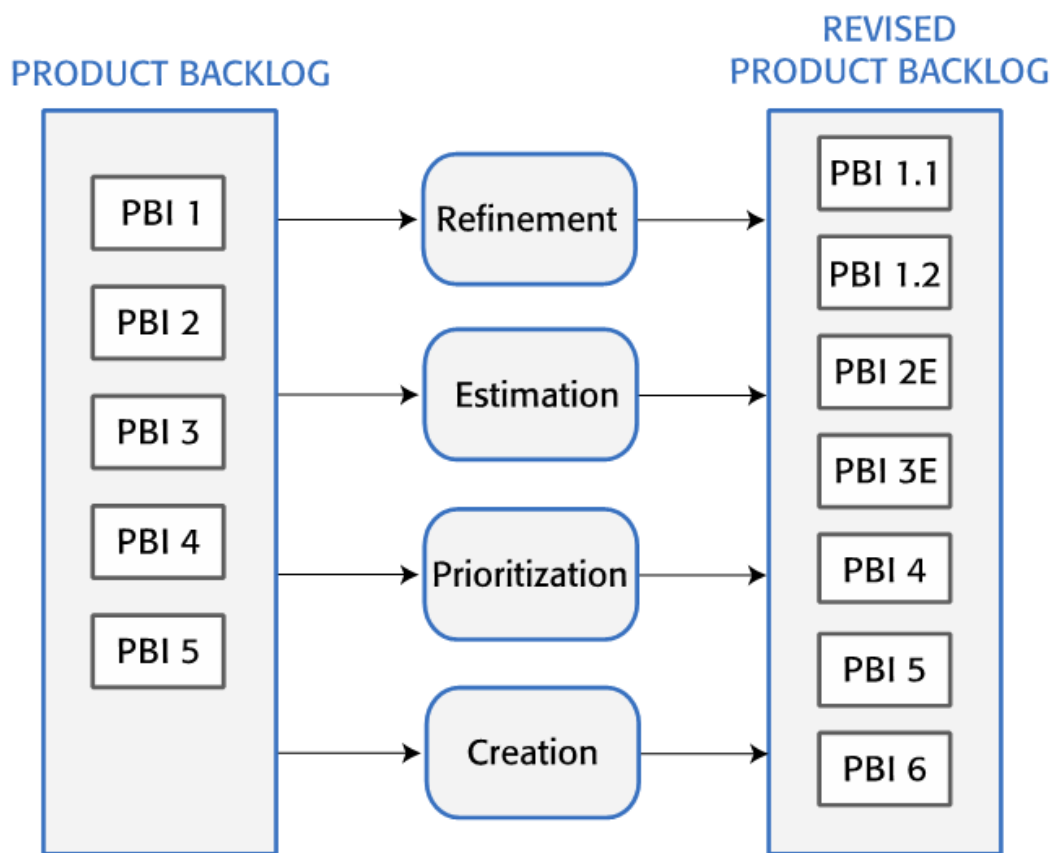 PRODUCT BACKLOG
PBI 1
PBI 2
PBI 3
PBI 4
PBI 5
Refinement
Estimation
Prioritization
Creation
REVISED
PRODUCT BACKLOG
PBI 1.1
PBI 1.2
PBI 2E
PBI 3E
PBI 4
PBI 5
PBI 6